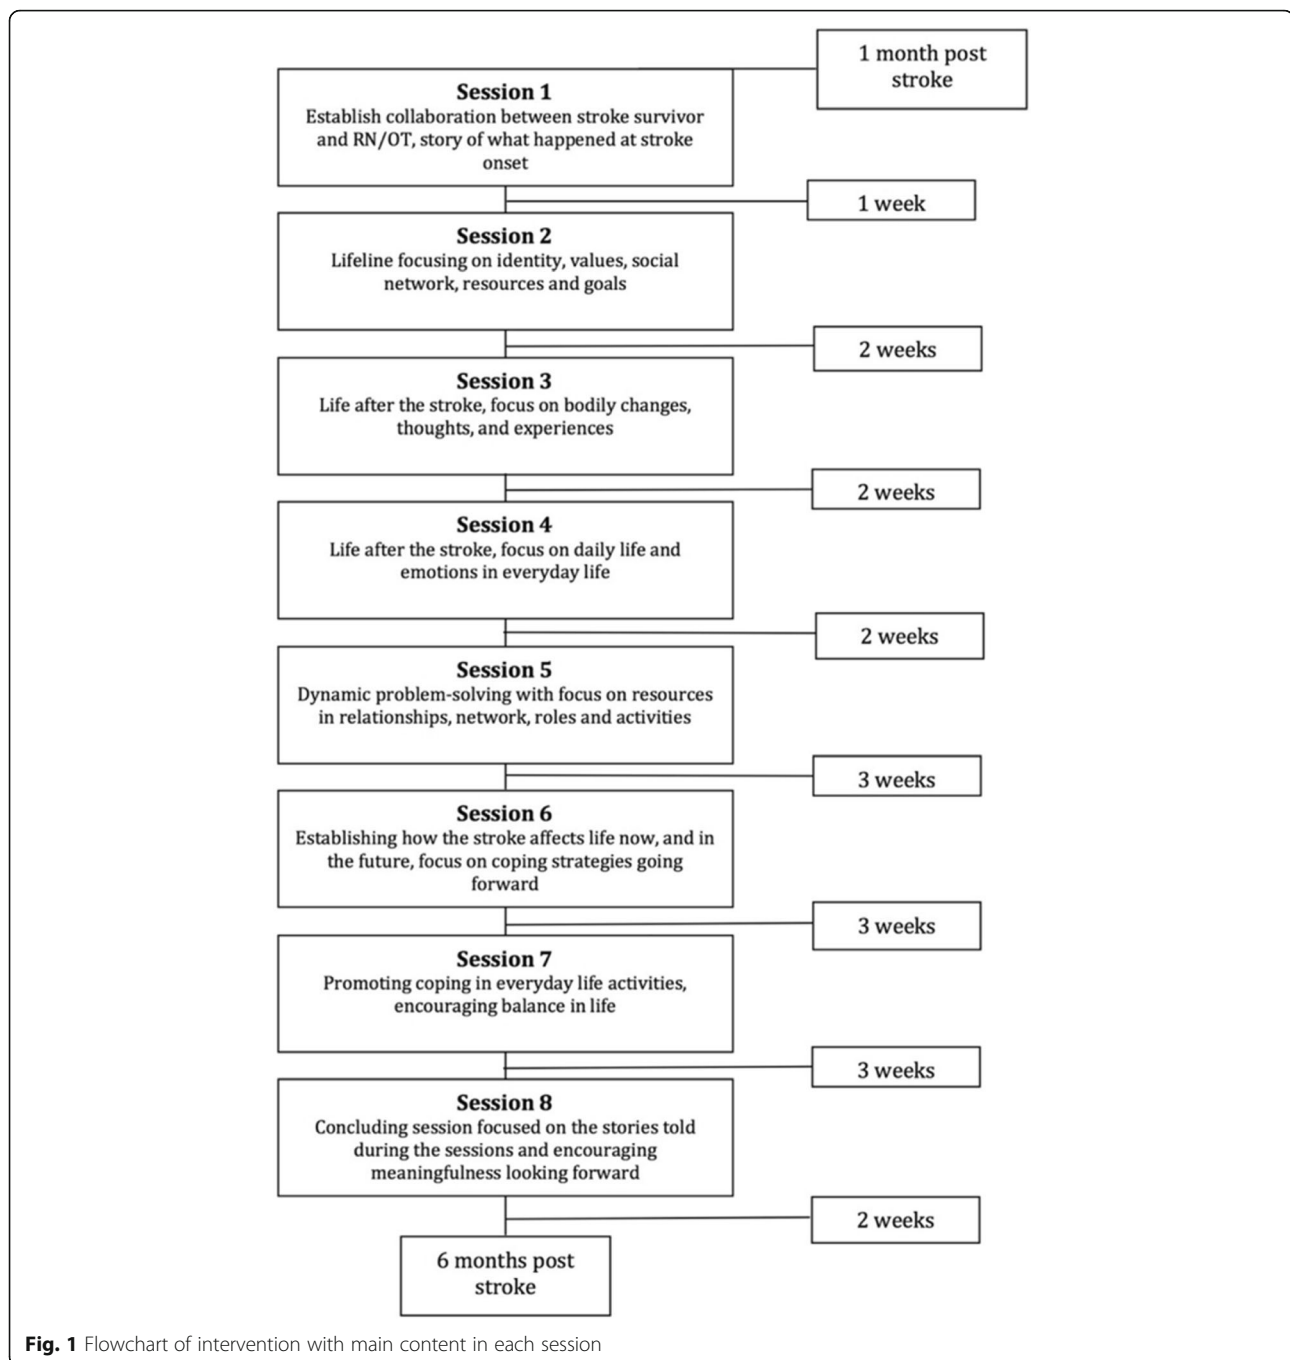 1 month post
stroke
Session 1
Establish collaboration between stroke survivor
and RN/OT, story of what happened at stroke
onset
1 week
Session 2
Lifeline focusing on identity, values, social
network, resources and goals
2 weeks
Session 3
Life after the stroke, focus on bodily changes,
thoughts, and experiences
2 weeks
Session 4
Life after the stroke, focus on daily life and
emotions in everyday life
2 weeks
Session 5
Dynamic problem-solving with focus on resources
in relationships, network, roles and activities
3 weeks
Session 6
Establishing how the stroke affects life now, and in
the future, focus on coping strategies going
forward
3 weeks
Session 7
Promoting coping in everyday life activities,
encouraging balance in life
3 weeks
Session 8
Concluding session focused on the stories told
during the sessions and encouraging
meaningfulness looking forward
2 weeks
6 months post
stroke
Fig. 1 Flowchart of intervention with main content in each session